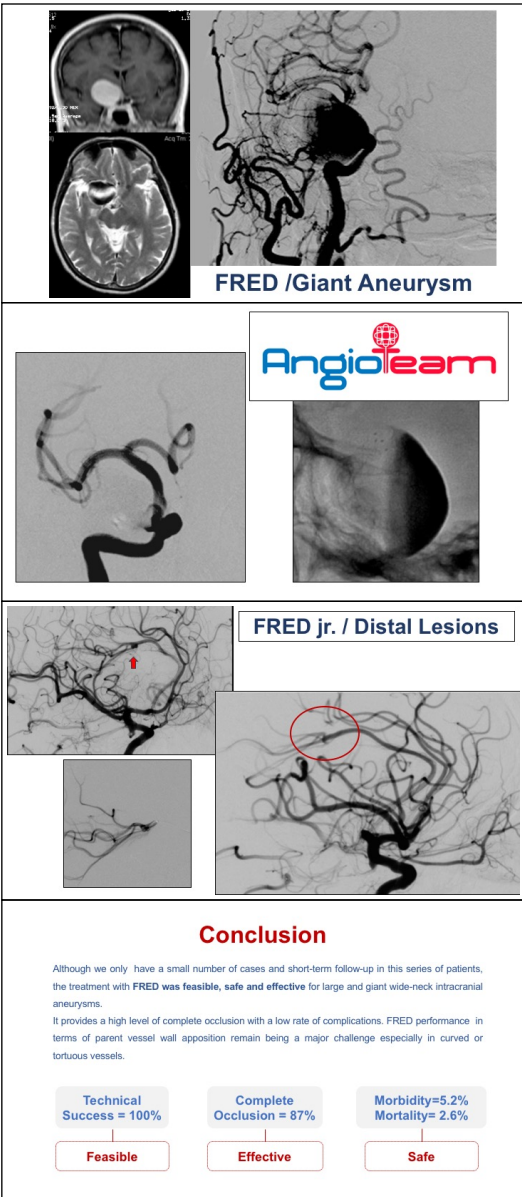 Acq Tm:
FRED /Giant Aneurysm
AngioTeam
FRED jr. / Distal Lesions
Conclusion
Although we only have a small number of cases and short-term follow-up in this series of patients,
the treatment with FRED was feasible, safe and effective for large and giant wide-neck intracranial
aneurysms.
It provides a high level of complete occlusion with a low rate of complications. FRED performance in
terms of parent vessel wall apposition remain being a major challenge especially in curved or
tortuous vessels.
Technical
Success = 100%
Complete
Occlusion = 87%
Morbidity=5.2%
Mortality= 2.6%
Feasible
Effective
Safe